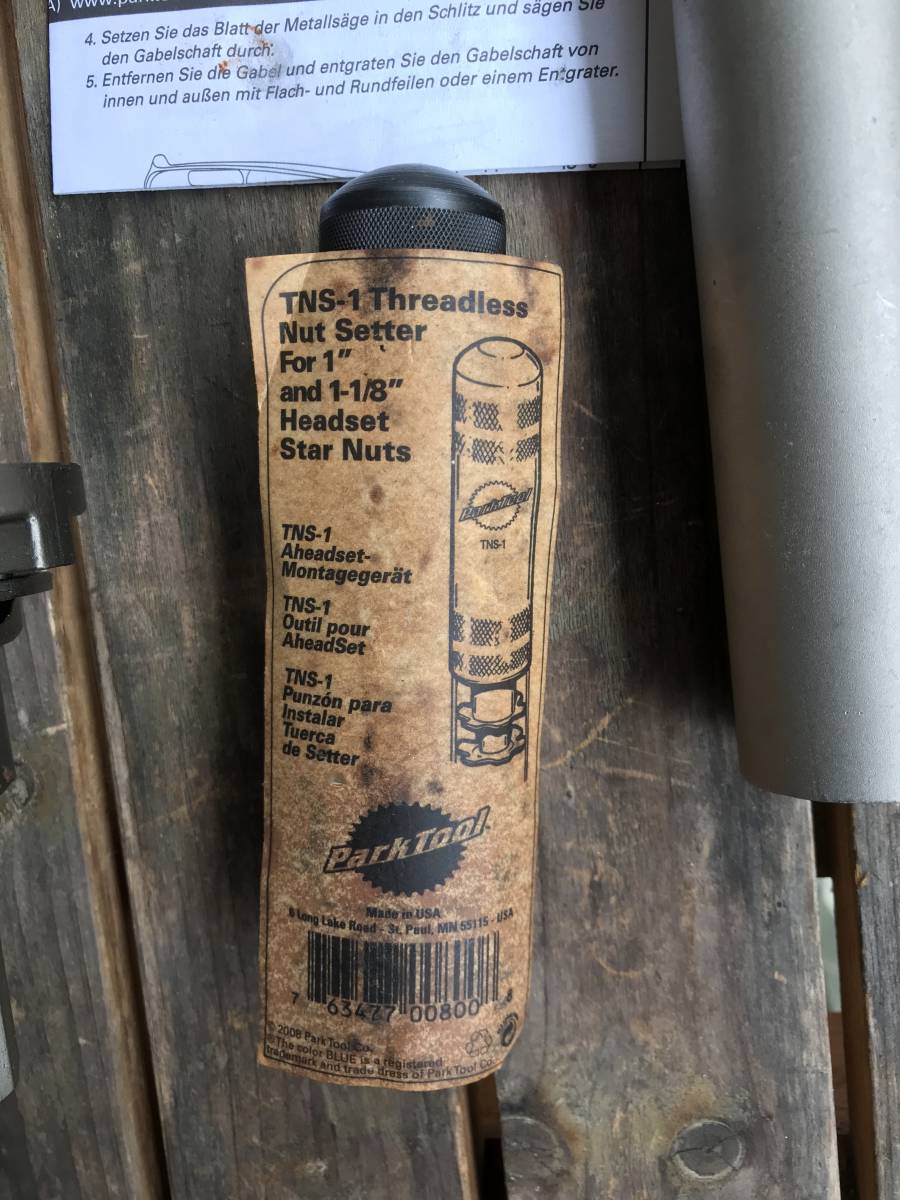 4. Setzen Sie das Blatt der Metallsäge in den Schlitz und sägen Sie
den Gabelschaft durch.
5. Entfernen Sie die Gabel und entgraten Sie den Gabelschaft von
innen und außen mit Flach- und Rundfeilen oder einem Entgrater.
TNS-1 Threadless
Nut Setter
For 1"
and 1-1/8"
Headset
Star Nuts
ParkTool
TNS-1
TNS-1
Aheadset-
Montagegerät
TNS-1
Outil pour
AheadSet
TNS-1
Punzón para
Instalar
Tuerca
de Setter
ParkTool
Made in USA
6 Long Lake Road - St. Paul, MN 55115 - USA
7 63477 00800
© 2008 Park Tool Co.
The color BLUE is a registered
trademark and trade dress of Park Tool Co.